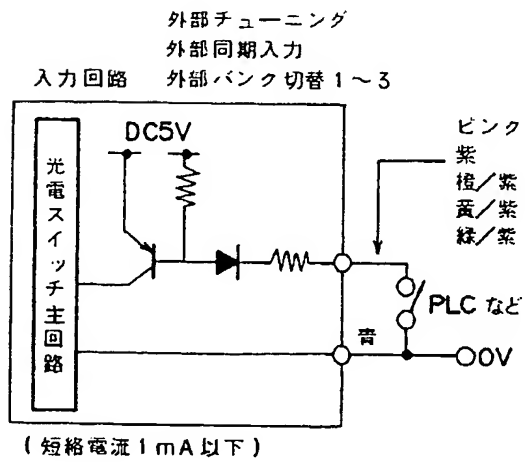 外部チューニング
外部同期入力
入力回路 外部バンク切替1～3
DC5V
光電スイッチ主回路
ピンク
紫
橙/紫
黄/紫
緑/紫
PLC など
青
0V
(短絡電流1mA以下)